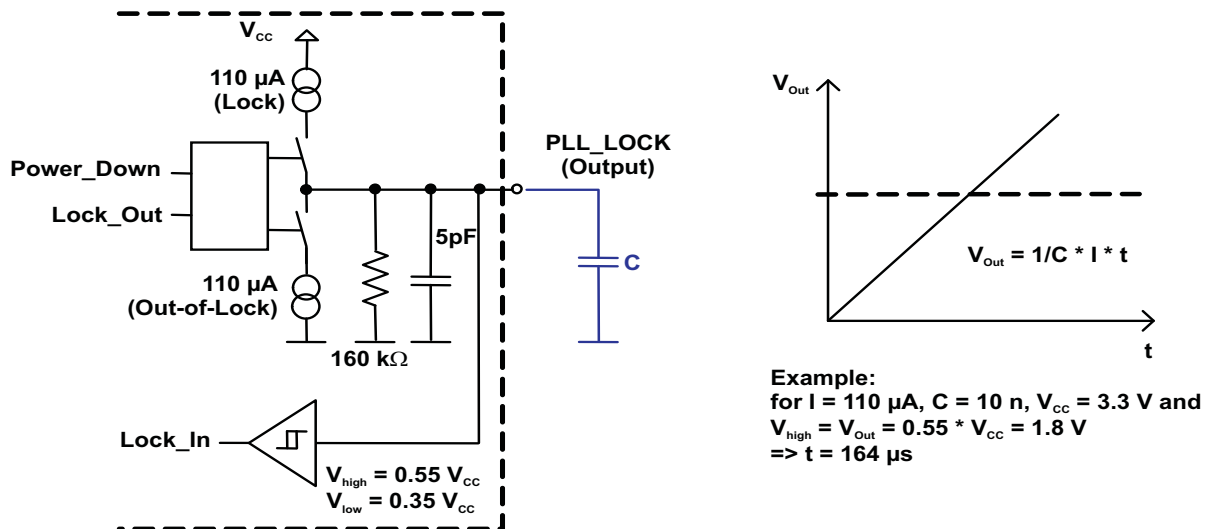 VCC
110 µA
(Lock)
Power_Down
Lock_Out
110 µA
(Out-of-Lock)
160 kΩ
5pF
PLL_LOCK
(Output)
C
Lock_In
Vhigh = 0.55 VCC
Vlow = 0.35 VCC
VOut
VOut = 1/C * I * t
t
Example:
for I = 110 µA, C = 10 n, VCC = 3.3 V and
Vhigh = VOut = 0.55 * VCC = 1.8 V
=> t = 164 µs